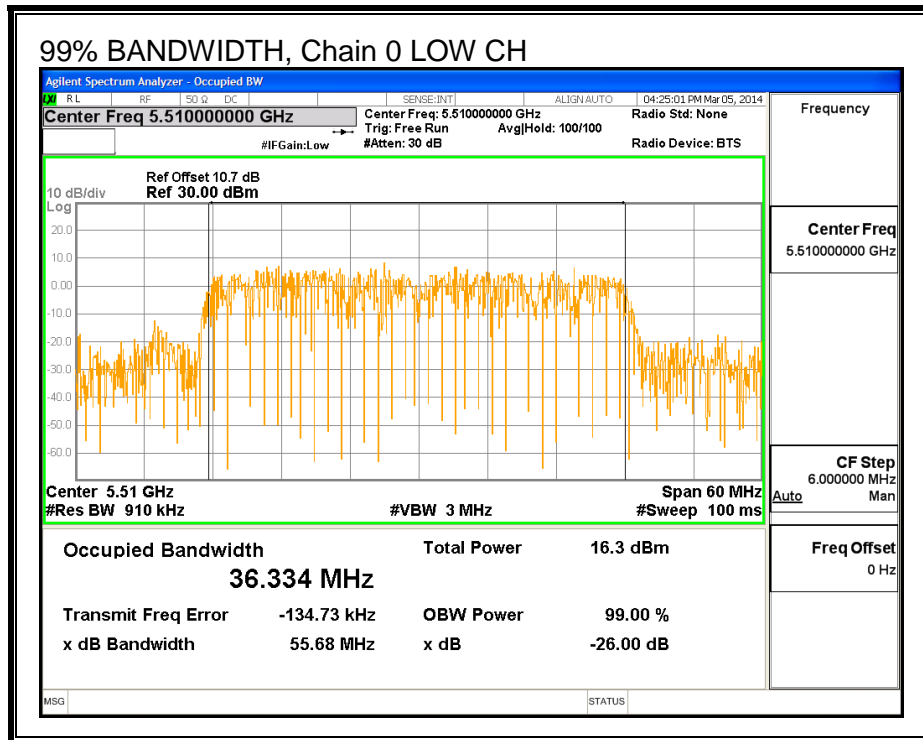 99% BANDWIDTH, Chain 0 LOW CH
Agilent Spectrum Analyzer - Occupied BW
LXI RL RF 50 Ω DC SENSE:INT ALIGN AUTO 04:25:01 PM Mar 05, 2014
Center Freq 5.510000000 GHz
Center Freq: 5.510000000 GHz Radio Std: None
Trig: Free Run Avg|Hold: 100/100
#IFGain:Low #Atten: 30 dB Radio Device: BTS
Ref Offset 10.7 dB
10 dB/div Ref 30.00 dBm
Log
20.0
10.0
0.00
-10.0
-20.0
-30.0
-40.0
-50.0
-60.0
Center 5.51 GHz Span 60 MHz
#Res BW 910 kHz #VBW 3 MHz #Sweep 100 ms
Occupied Bandwidth Total Power 16.3 dBm
36.334 MHz
Transmit Freq Error -134.73 kHz OBW Power 99.00 %
x dB Bandwidth 55.68 MHz x dB -26.00 dB
MSG STATUS
Frequency
Center Freq
5.510000000 GHz
CF Step
6.000000 MHz
Auto Man
Freq Offset
0 Hz